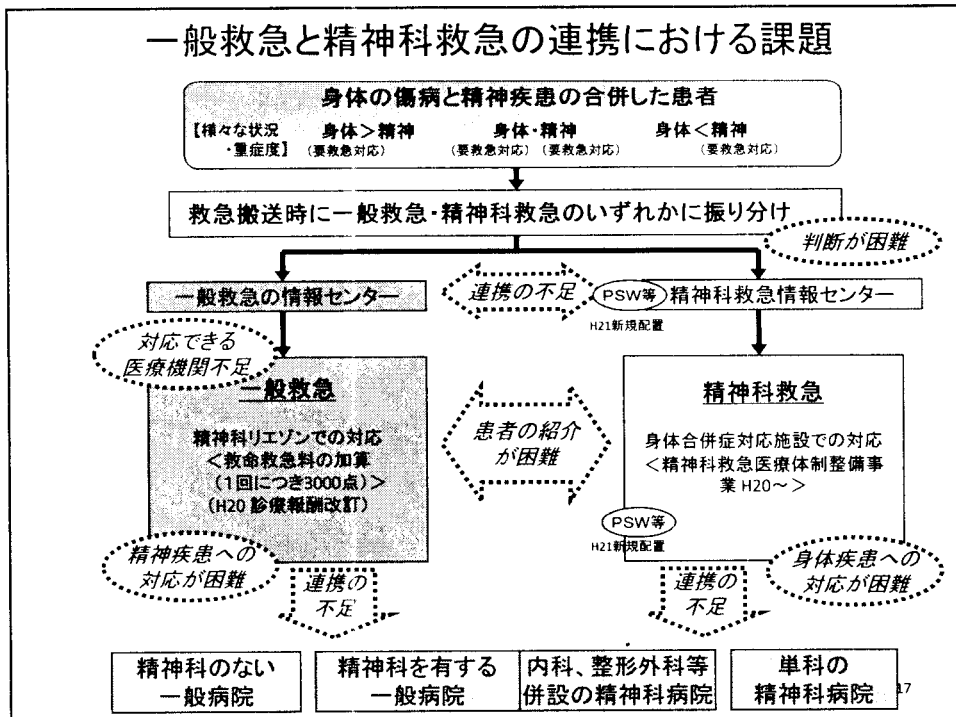 一般救急と精神科救急の連携における課題
身体の傷病と精神疾患の合併した患者
【様々な状況
・重症度】
身体>精神
(要救急対応)
身体・精神
(要救急対応) (要救急対応)
身体<精神
(要救急対応)
救急搬送時に一般救急・精神科救急のいずれかに振り分け
判断が困難
一般救急の情報センター
連携の不足
PSW等
精神科救急情報センター
H21新規配置
対応できる
医療機関不足
一般救急
精神科リエゾンでの対応
<救命救急料の加算
(1回につき3000点)>
(H20 診療報酬改訂)
患者の紹介
が困難
精神科救急
身体合併症対応施設での対応
<精神科救急医療体制整備事
業 H20~>
PSW等
H21新規配置
精神疾患への
対応が困難
連携の
不足
連携の
不足
身体疾患への
対応が困難
精神科のない
一般病院
精神科を有する
一般病院
内科、整形外科等
併設の精神科病院
単科の
精神科病院
17